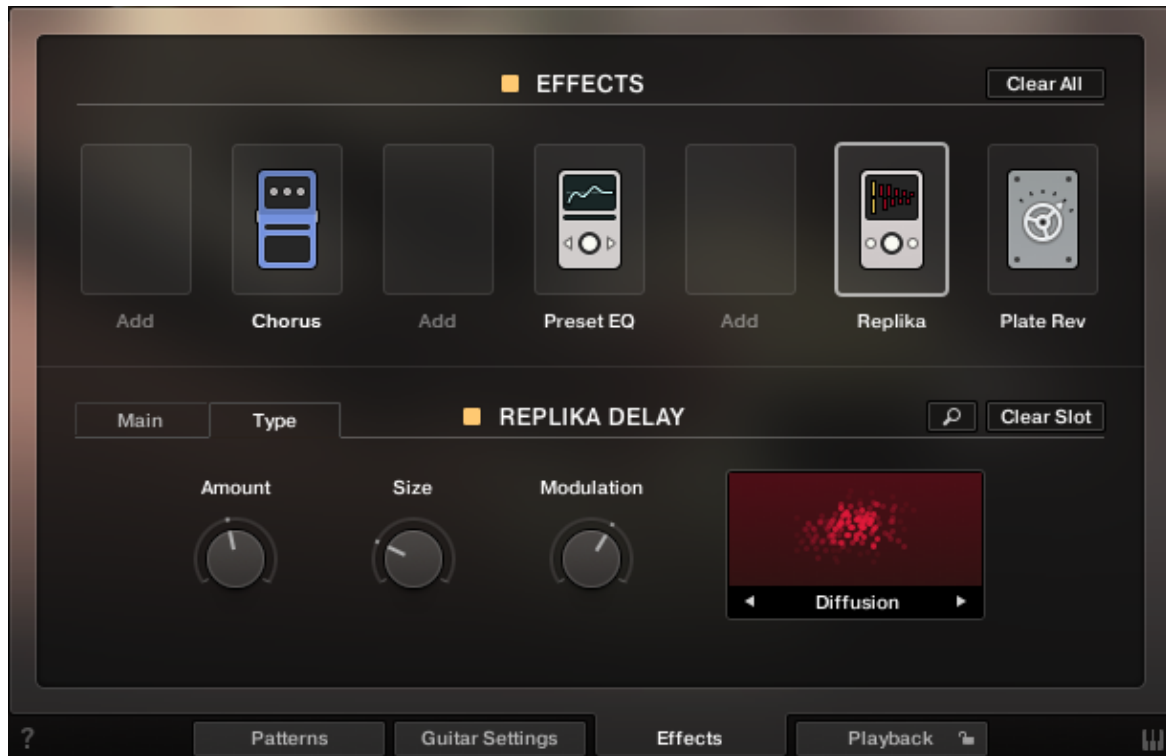 EFFECTS
Clear All
Add
Chorus
Add
Preset EQ
Add
Replika
Plate Rev
Main
Type
REPLIKA DELAY
Clear Slot
Amount
Size
Modulation
Diffusion
?
Patterns
Guitar Settings
Effects
Playback